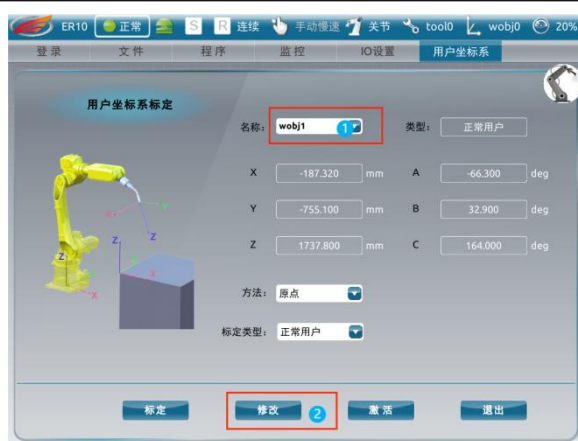 ER10 正常 S R 连续 手动慢速 关节 tool0 wobj0 20%
登录 文件 程序 监控 IO设置 用户坐标系
用户坐标系标定
名称: wobj1 1 类型: 正常用户
X -187.320 mm A -66.300 deg
Y -755.100 mm B 32.900 deg
Z 1737.800 mm C 164.000 deg
Y
X
Z Z
Z Y X
X
方法: 原点
标定类型: 正常用户
标定 修改 2 激活 退出